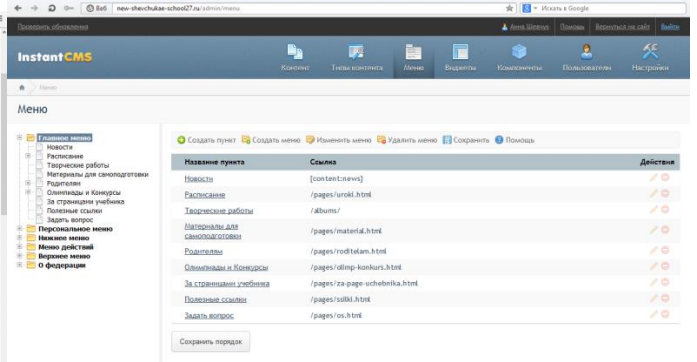 Веб
new-shevchukae-school27.ru/admin/menu
Искать в Google
Проверить обновления
Анна Шевчук Помощь Вернуться на сайт Выйти
InstantCMS
Контент Типы контента Меню Виджеты Компоненты Пользователи Настройки
Меню
Меню
Главное меню
Новости
Расписание
Творческие работы
Материалы для самоподготовки
Родителям
Олимпиады и Конкурсы
За страницами учебника
Полезные ссылки
Задать вопрос
Персональное меню
Нижнее меню
Меню действий
Верхнее меню
О федерации
Создать пункт Создать меню Изменить меню Удалить меню Сохранить Помощь
Название пункта Ссылка Действия
Новости {content:news}
Расписание /pages/uroki.html
Творческие работы /albums/
Материалы для самоподготовки /pages/material.html
Родителям /pages/roditelam.html
Олимпиады и Конкурсы /pages/olimp-konkurs.html
За страницами учебника /pages/za-page-uchebnika.html
Полезные ссылки /pages/ssilki.html
Задать вопрос /pages/os.html
Сохранить порядок